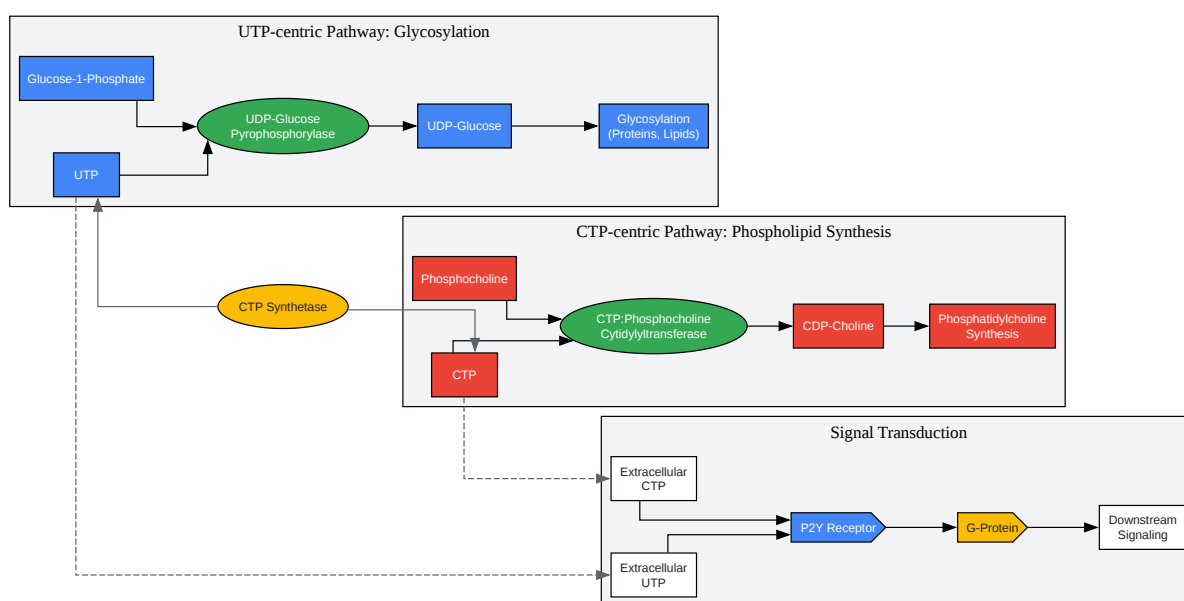 UTP-centric Pathway: Glycosylation
Glucose-1-Phosphate
UDP-Glucose
Pyrophosphorylase
UDP-Glucose
Glycosylation
(Proteins, Lipids)
UTP
CTP-centric Pathway: Phospholipid Synthesis
Phosphocholine
CTP Synthetase
CTP:Phosphocholine
Cytidylyltransferase
CDP-Choline
Phosphatidylcholine
Synthesis
CTP
Signal Transduction
Extracellular
CTP
P2Y Receptor
G-Protein
Downstream
Signaling
Extracellular
UTP